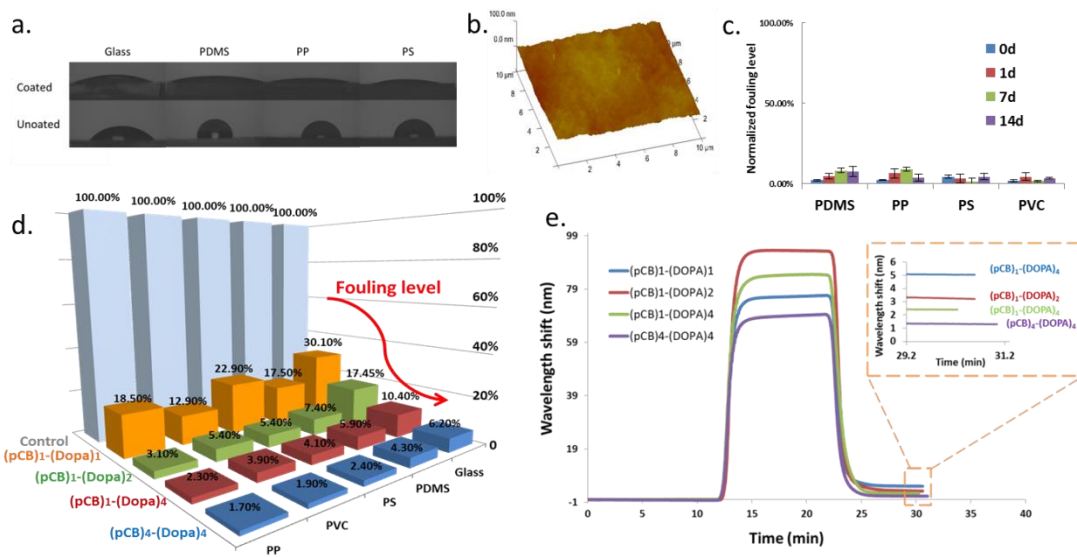 a.
Glass PDMS PP PS
Coated
Unoated
b.
100.0 nm
0.0 nm
10 µm
8
6
4
2
2
4
6
8
10 µm
c.
Normalized fouling level
100.00%
50.00%
0.00%
0d
1d
7d
14d
PDMS PP PS PVC
d.
100.00% 100.00% 100.00% 100.00% 100.00%
100%
80%
60%
40%
20%
0
Fouling level
18.50% 12.90% 22.90% 17.50% 30.10%
3.10% 5.40% 5.40% 7.40% 17.45%
2.30% 3.90% 4.10% 5.90% 10.40%
1.70% 1.90% 2.40% 4.30% 6.20%
Control
(pCB)1-(Dopa)1
(pCB)1-(Dopa)2
(pCB)1-(Dopa)4
(pCB)4-(Dopa)4
PP
PVC
PS
PDMS
Glass
e.
Wavelength shift (nm)
99
79
59
39
19
-1
0 5 10 15 20 25 30 35 40
Time (min)
(pCB)1-(DOPA)1
(pCB)1-(DOPA)2
(pCB)1-(DOPA)4
(pCB)4-(DOPA)4
Wavelength shift (nm)
6
5
4
3
2
1
0
29.2 31.2
Time (min)
(pCB)1-(DOPA)4
(pCB)1-(DOPA)2
(pCB)1-(DOPA)4
(pCB)4-(DOPA)4